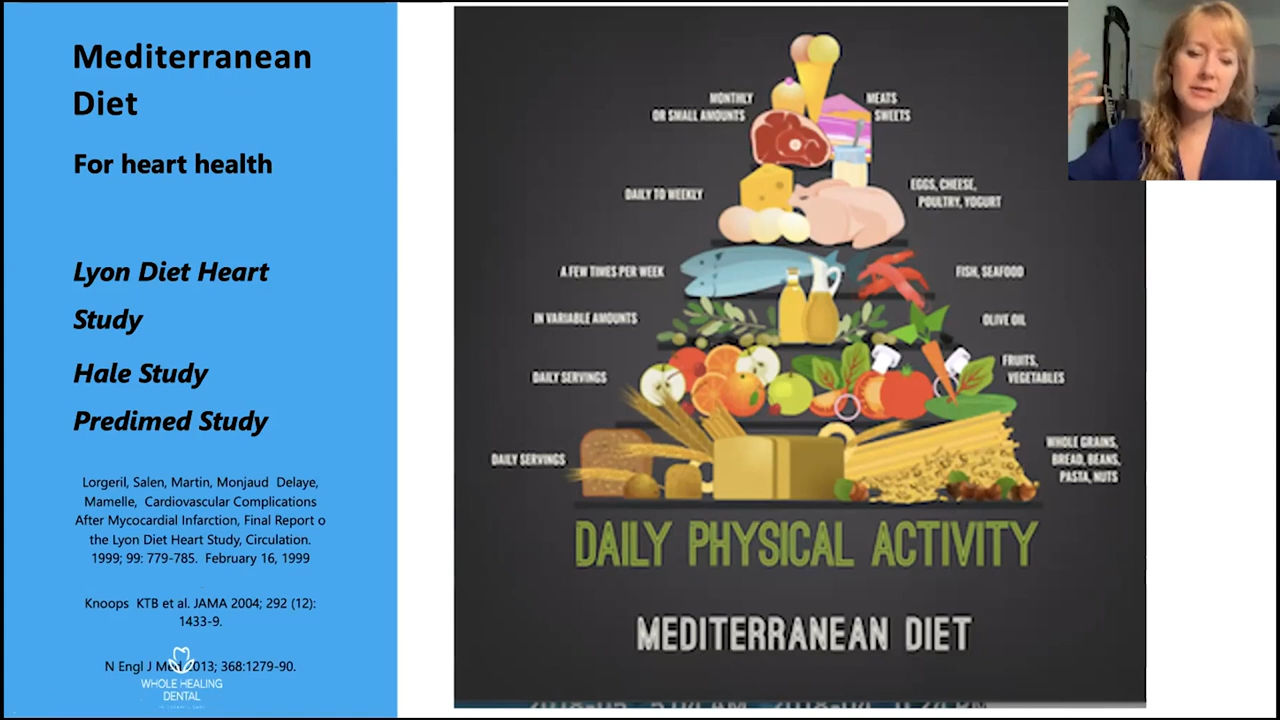 Mediterranean
Diet
For heart health
Lyon Diet Heart
Study
Hale Study
Predimed Study
Lorgeril, Salen, Martin, Monjaud Delaye,
Mamelle, Cardiovascular Complications
After Mycocardial Infarction, Final Report o
the Lyon Diet Heart Study, Circulation.
1999; 99: 779-785. February 16, 1999
Knoops KTB et al. JAMA 2004; 292 (12):
1433-9.
N Engl J Med 2013; 368:1279-90.
WHOLE HEALING
DENTAL
MONTHLY
OR SMALL AMOUNTS
MEATS
SWEETS
DAILY TO WEEKLY
EGGS, CHEESE,
POULTRY, YOGURT
A FEW TIMES PER WEEK
FISH, SEAFOOD
IN VARIABLE AMOUNTS
OLIVE OIL
DAILY SERVINGS
FRUITS,
VEGETABLES
DAILY SERVINGS
WHOLE GRAINS,
BREAD, BEANS,
PASTA, NUTS
DAILY PHYSICAL ACTIVITY
MEDITERRANEAN DIET